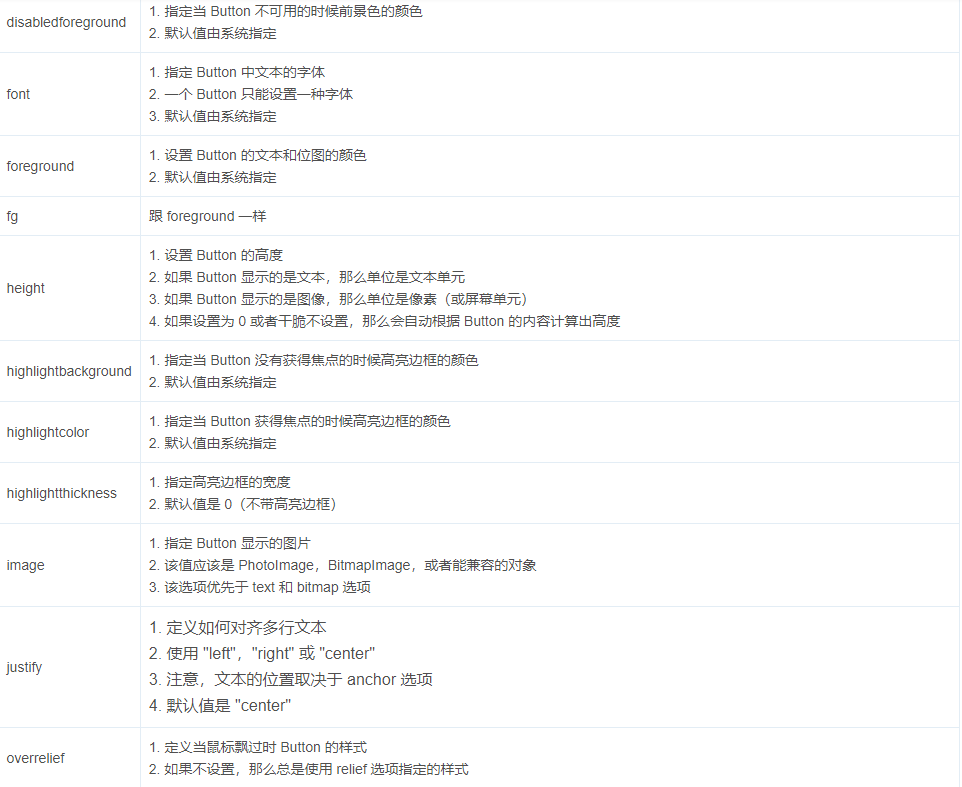 disabledforeground
1. 指定当 Button 不可用的时候前景色的颜色
2. 默认值由系统指定
font
1. 指定 Button 中文本的字体
2. 一个 Button 只能设置一种字体
3. 默认值由系统指定
foreground
1. 设置 Button 的文本和位图的颜色
2. 默认值由系统指定
fg
跟 foreground 一样
height
1. 设置 Button 的高度
2. 如果 Button 显示的是文本，那么单位是文本单元
3. 如果 Button 显示的是图像，那么单位是像素（或屏幕单元）
4. 如果设置为 0 或者干脆不设置，那么会自动根据 Button 的内容计算出高度
highlightbackground
1. 指定当 Button 没有获得焦点的时候高亮边框的颜色
2. 默认值由系统指定
highlightcolor
1. 指定当 Button 获得焦点的时候高亮边框的颜色
2. 默认值由系统指定
highlightthickness
1. 指定高亮边框的宽度
2. 默认值是 0（不带高亮边框）
image
1. 指定 Button 显示的图片
2. 该值应该是 PhotoImage，BitmapImage，或者能兼容的对象
3. 该选项优先于 text 和 bitmap 选项
justify
1. 定义如何对齐多行文本
2. 使用 "left"，"right" 或 "center"
3. 注意，文本的位置取决于 anchor 选项
4. 默认值是 "center"
overrelief
1. 定义当鼠标飘过时 Button 的样式
2. 如果不设置，那么总是使用 relief 选项指定的样式